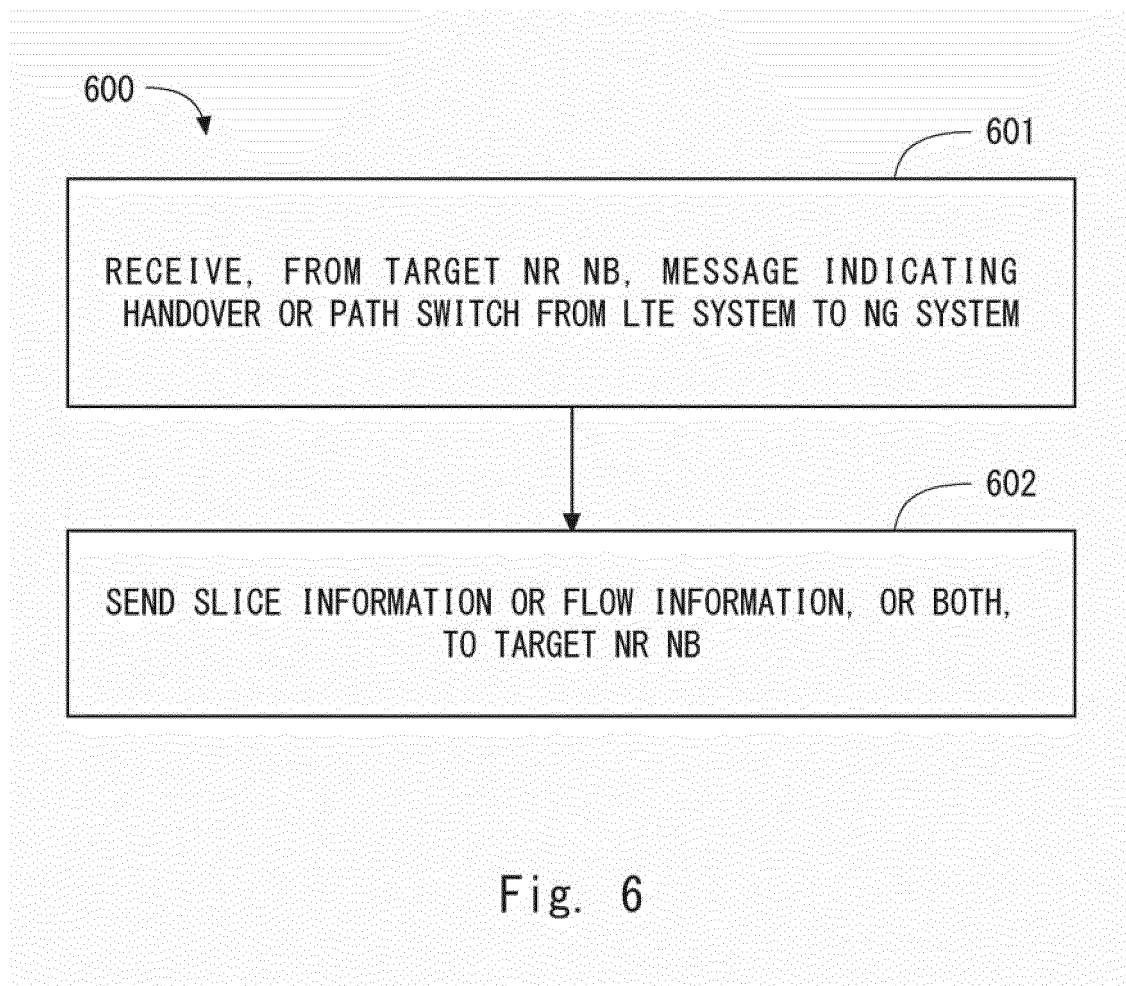 600
601
RECEIVE, FROM TARGET NR NB, MESSAGE INDICATING
HANDOVER OR PATH SWITCH FROM LTE SYSTEM TO NG SYSTEM
602
SEND SLICE INFORMATION OR FLOW INFORMATION, OR BOTH,
TO TARGET NR NB
Fig. 6